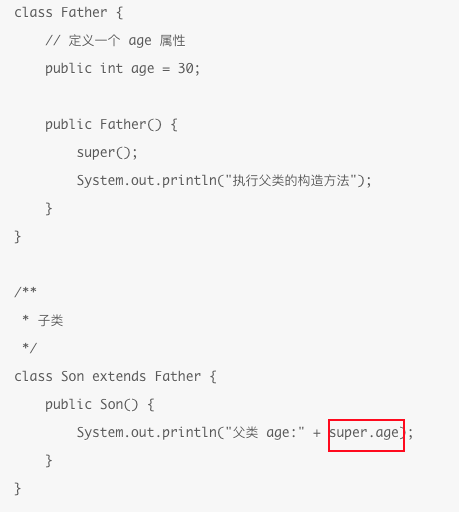 class Father {
    // 定义一个 age 属性
    public int age = 30;

    public Father() {
        super();
        System.out.println("执行父类的构造方法");
    }
}

/**
 * 子类
 */
class Son extends Father {
    public Son() {
        System.out.println("父类 age:" + super.age);
    }
}